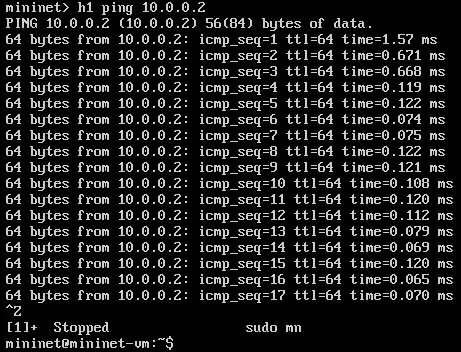 mininet> h1 ping 10.0.0.2
PING 10.0.0.2 (10.0.0.2) 56(84) bytes of data.
64 bytes from 10.0.0.2: icmp_seq=1 ttl=64 time=1.57 ms
64 bytes from 10.0.0.2: icmp_seq=2 ttl=64 time=0.671 ms
64 bytes from 10.0.0.2: icmp_seq=3 ttl=64 time=0.668 ms
64 bytes from 10.0.0.2: icmp_seq=4 ttl=64 time=0.119 ms
64 bytes from 10.0.0.2: icmp_seq=5 ttl=64 time=0.122 ms
64 bytes from 10.0.0.2: icmp_seq=6 ttl=64 time=0.074 ms
64 bytes from 10.0.0.2: icmp_seq=7 ttl=64 time=0.075 ms
64 bytes from 10.0.0.2: icmp_seq=8 ttl=64 time=0.122 ms
64 bytes from 10.0.0.2: icmp_seq=9 ttl=64 time=0.121 ms
64 bytes from 10.0.0.2: icmp_seq=10 ttl=64 time=0.108 ms
64 bytes from 10.0.0.2: icmp_seq=11 ttl=64 time=0.120 ms
64 bytes from 10.0.0.2: icmp_seq=12 ttl=64 time=0.112 ms
64 bytes from 10.0.0.2: icmp_seq=13 ttl=64 time=0.079 ms
64 bytes from 10.0.0.2: icmp_seq=14 ttl=64 time=0.069 ms
64 bytes from 10.0.0.2: icmp_seq=15 ttl=64 time=0.120 ms
64 bytes from 10.0.0.2: icmp_seq=16 ttl=64 time=0.065 ms
64 bytes from 10.0.0.2: icmp_seq=17 ttl=64 time=0.070 ms
^Z
[1]+  Stopped                 sudo mn
mininet@mininet-vm:~$